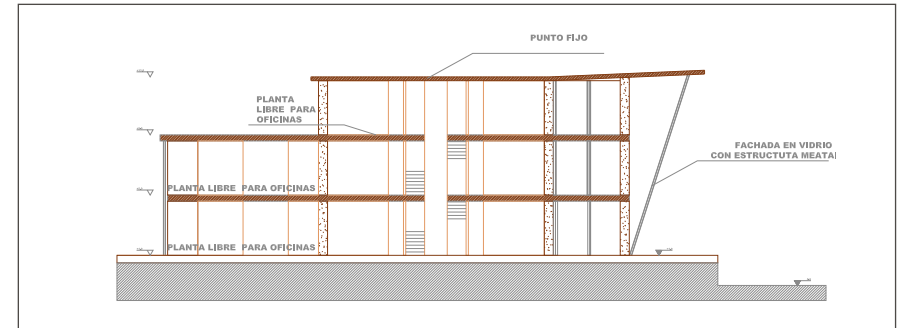 PUNTO FIJO
PLANTA
LIBRE PARA
OFICINAS
FACHADA EN VIDRIO
CON ESTRUCTUTA MEATAI
PLANTA LIBRE PARA OFICINAS
PLANTA LIBRE PARA OFICINAS